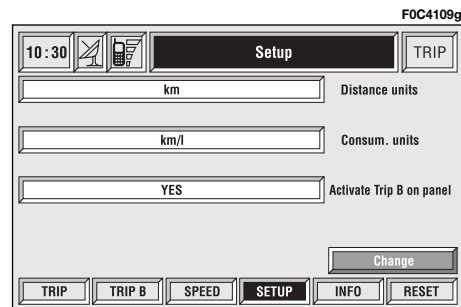 F0C4109g
10:30 Setup TRIP
km Distance units
km/l Consum. units
YES Activate Trip B on panel
Change
TRIP TRIP B SPEED SETUP INFO RESET